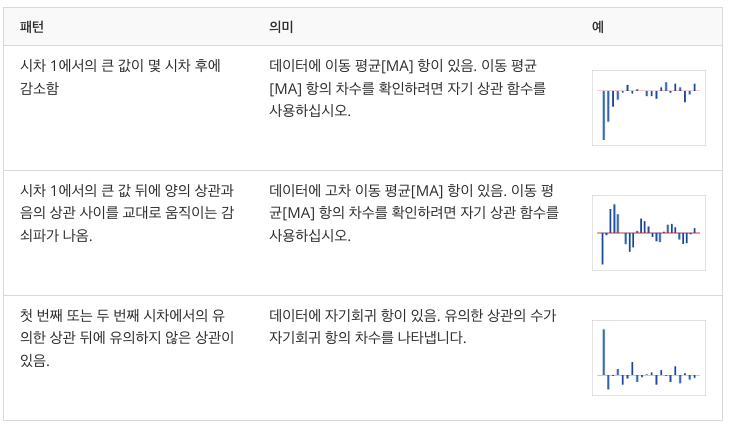 패턴 의미 예
시차 1에서의 큰 값이 몇 시차 후에
감소함
데이터에 이동 평균[MA] 항이 있음. 이동 평균
[MA] 항의 차수를 확인하려면 자기 상관 함수를
사용하십시오.
시차 1에서의 큰 값 뒤에 양의 상관과
음의 상관 사이를 교대로 움직이는 감
쇠파가 나옴.
데이터에 고차 이동 평균[MA] 항이 있음. 이동 평
균[MA] 항의 차수를 확인하려면 자기 상관 함수를
사용하십시오.
첫 번째 또는 두 번째 시차에서의 유
의한 상관 뒤에 유의하지 않은 상관이
있음.
데이터에 자기회귀 항이 있음. 유의한 상관의 수가
자기회귀 항의 차수를 나타냅니다.